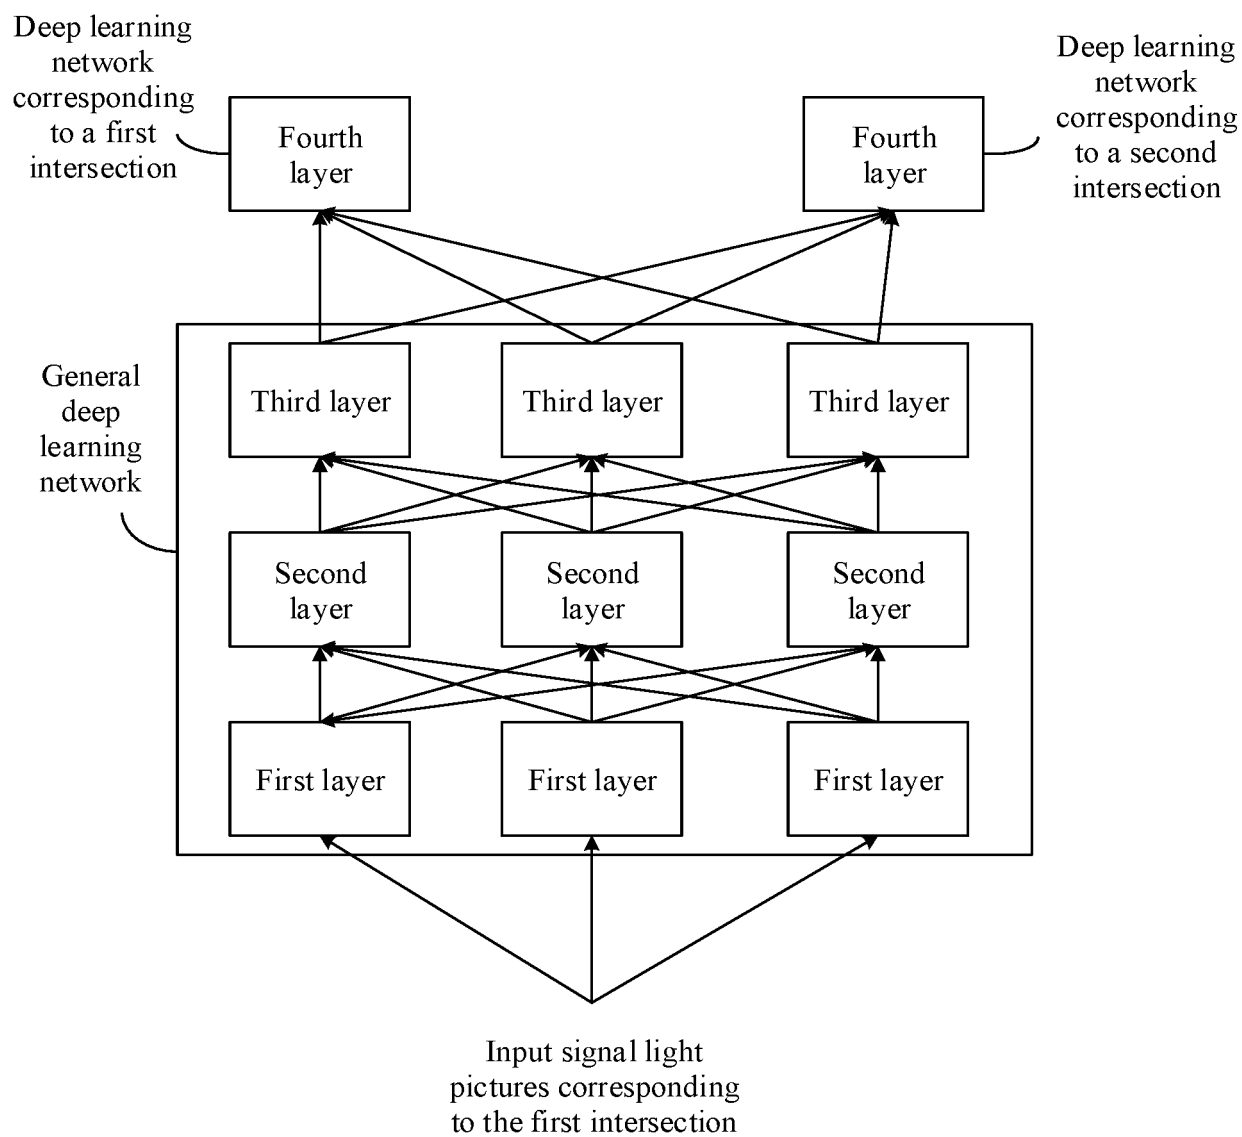 Deep learning
network
corresponding
to a first
intersection
Fourth
layer
Fourth
layer
Deep learning
network
corresponding
to a second
intersection
General
deep
learning
network
Third layer
Third layer
Third layer
Second
layer
Second
layer
Second
layer
First layer
First layer
First layer
Input signal light
pictures corresponding
to the first intersection